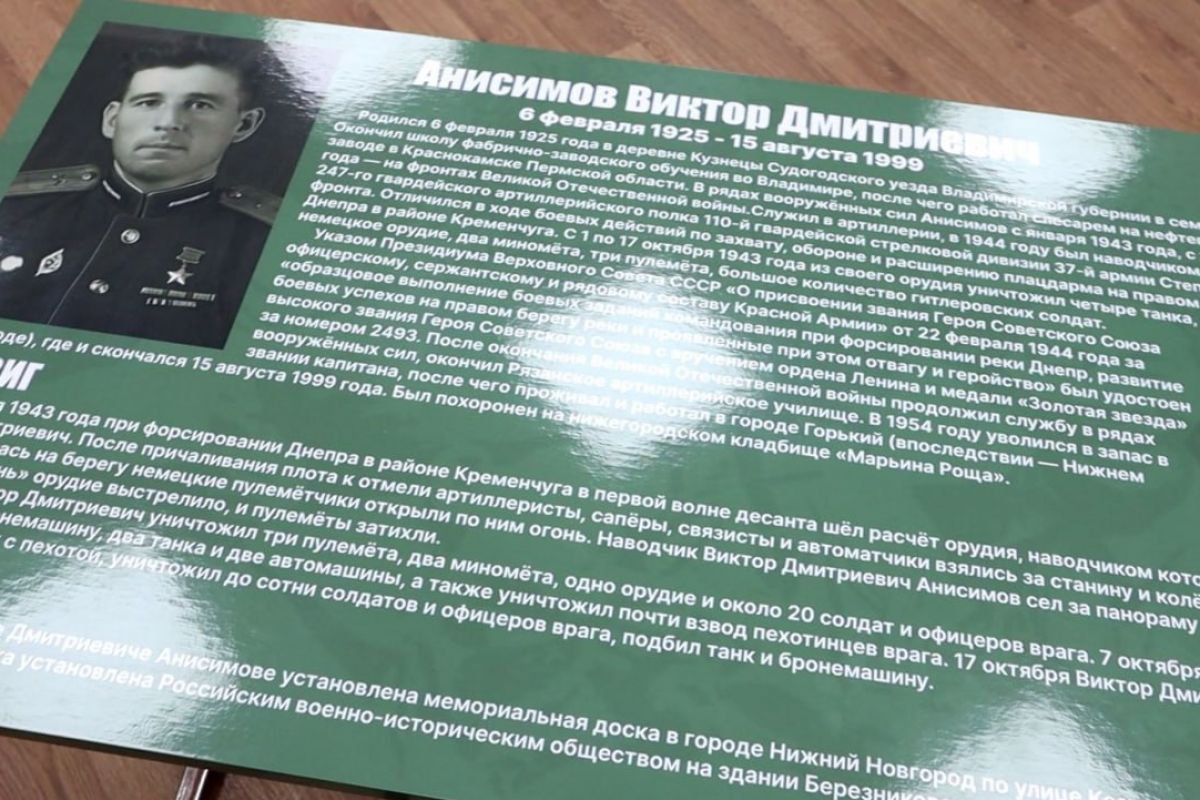 Анисимов Виктор Дмитриевич
6 февраля 1925 - 15 августа 1999
Родился 6 февраля 1925 года в деревне Кузнецы Судогодского уезда Владимирской губернии в
Окончил школу фабрично-заводского обучения во Владимире, после чего работал слесарем на
заводе в Краснокамске Пермской области. В рядах вооружённых сил Анисимов с января 1943 года, с
года — на фронтах Великой Отечественной войны.Служил в артиллерии, в 1944 году был наводчиком
247-го гвардейского артиллерийского полка 110-й гвардейской стрелковой дивизии 37-й армии
фронта. Отличился в ходе боевых действий по захвату, обороне и расширению плацдарма на правом
Днепра в районе Кременчуга. С 1 по 17 октября 1943 года из своего орудия уничтожил четыре танка,
немецкое орудие, два миномёта, три пулемёта, большое количество гитлеровских солдат.
Указом Президиума Верховного Совета СССР «О присвоении звания Героя Советского Союза
офицерскому, сержантскому и рядовому составу Красной Армии» от 22 февраля 1944 года за
«образцовое выполнение боевых заданий командования при форсировании реки Днепр, развитие
боевых успехов на правом берегу реки и проявленные при этом отвагу и геройство» был удостоен
высокого звания Героя Советского Союза с вручением ордена Ленина и медали «Золотая звезда»
за номером 2493. После окончания Великой Отечественной войны продолжил службу в рядах
вооружённых сил, окончил Рязанское артиллерийское училище. В 1954 году уволился в запас в
звании капитана, после чего проживал и работал в городе Горький (впоследствии — Нижнем
где и скончался 15 августа 1999 года. Был похоронен на нижегородском кладбище «Марьина Роща».
1943 года при форсировании Днепра в районе Кременчуга в первой волне десанта шёл расчёт орудия, наводчиком
После причаливания плота к отмели артиллеристы, сапёры, связисты и автоматчики взялись за станину и
на берегу немецкие пулемётчики открыли по ним огонь. Наводчик Виктор Дмитриевич Анисимов сел за панораму
орудие выстрелило, и пулемёты затихли.
Дмитриевич уничтожил три пулемёта, два миномёта, одно орудие и около 20 солдат и офицеров врага. 7 октября
два танка и две автомашины, а также уничтожил почти взвод пехотинцев врага. 17 октября Виктор
с пехотой, уничтожил до сотни солдат и офицеров врага, подбил танк и бронемашину.
Дмитриевиче Анисимове установлена мемориальная доска в городе Нижний Новгород по улице
установлена Российским военно-историческим обществом на здании